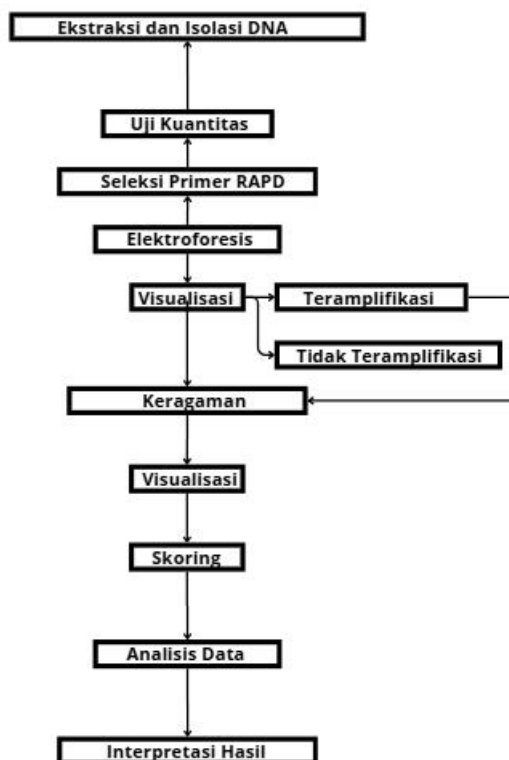 Ekstraksi dan Isolasi DNA
Uji Kuantitas
Seleksi Primer RAPD
Elektroforesis
Visualisasi
Teramplifikasi
Tidak Teramplifikasi
Keragaman
Visualisasi
Skoring
Analisis Data
Interpretasi Hasil